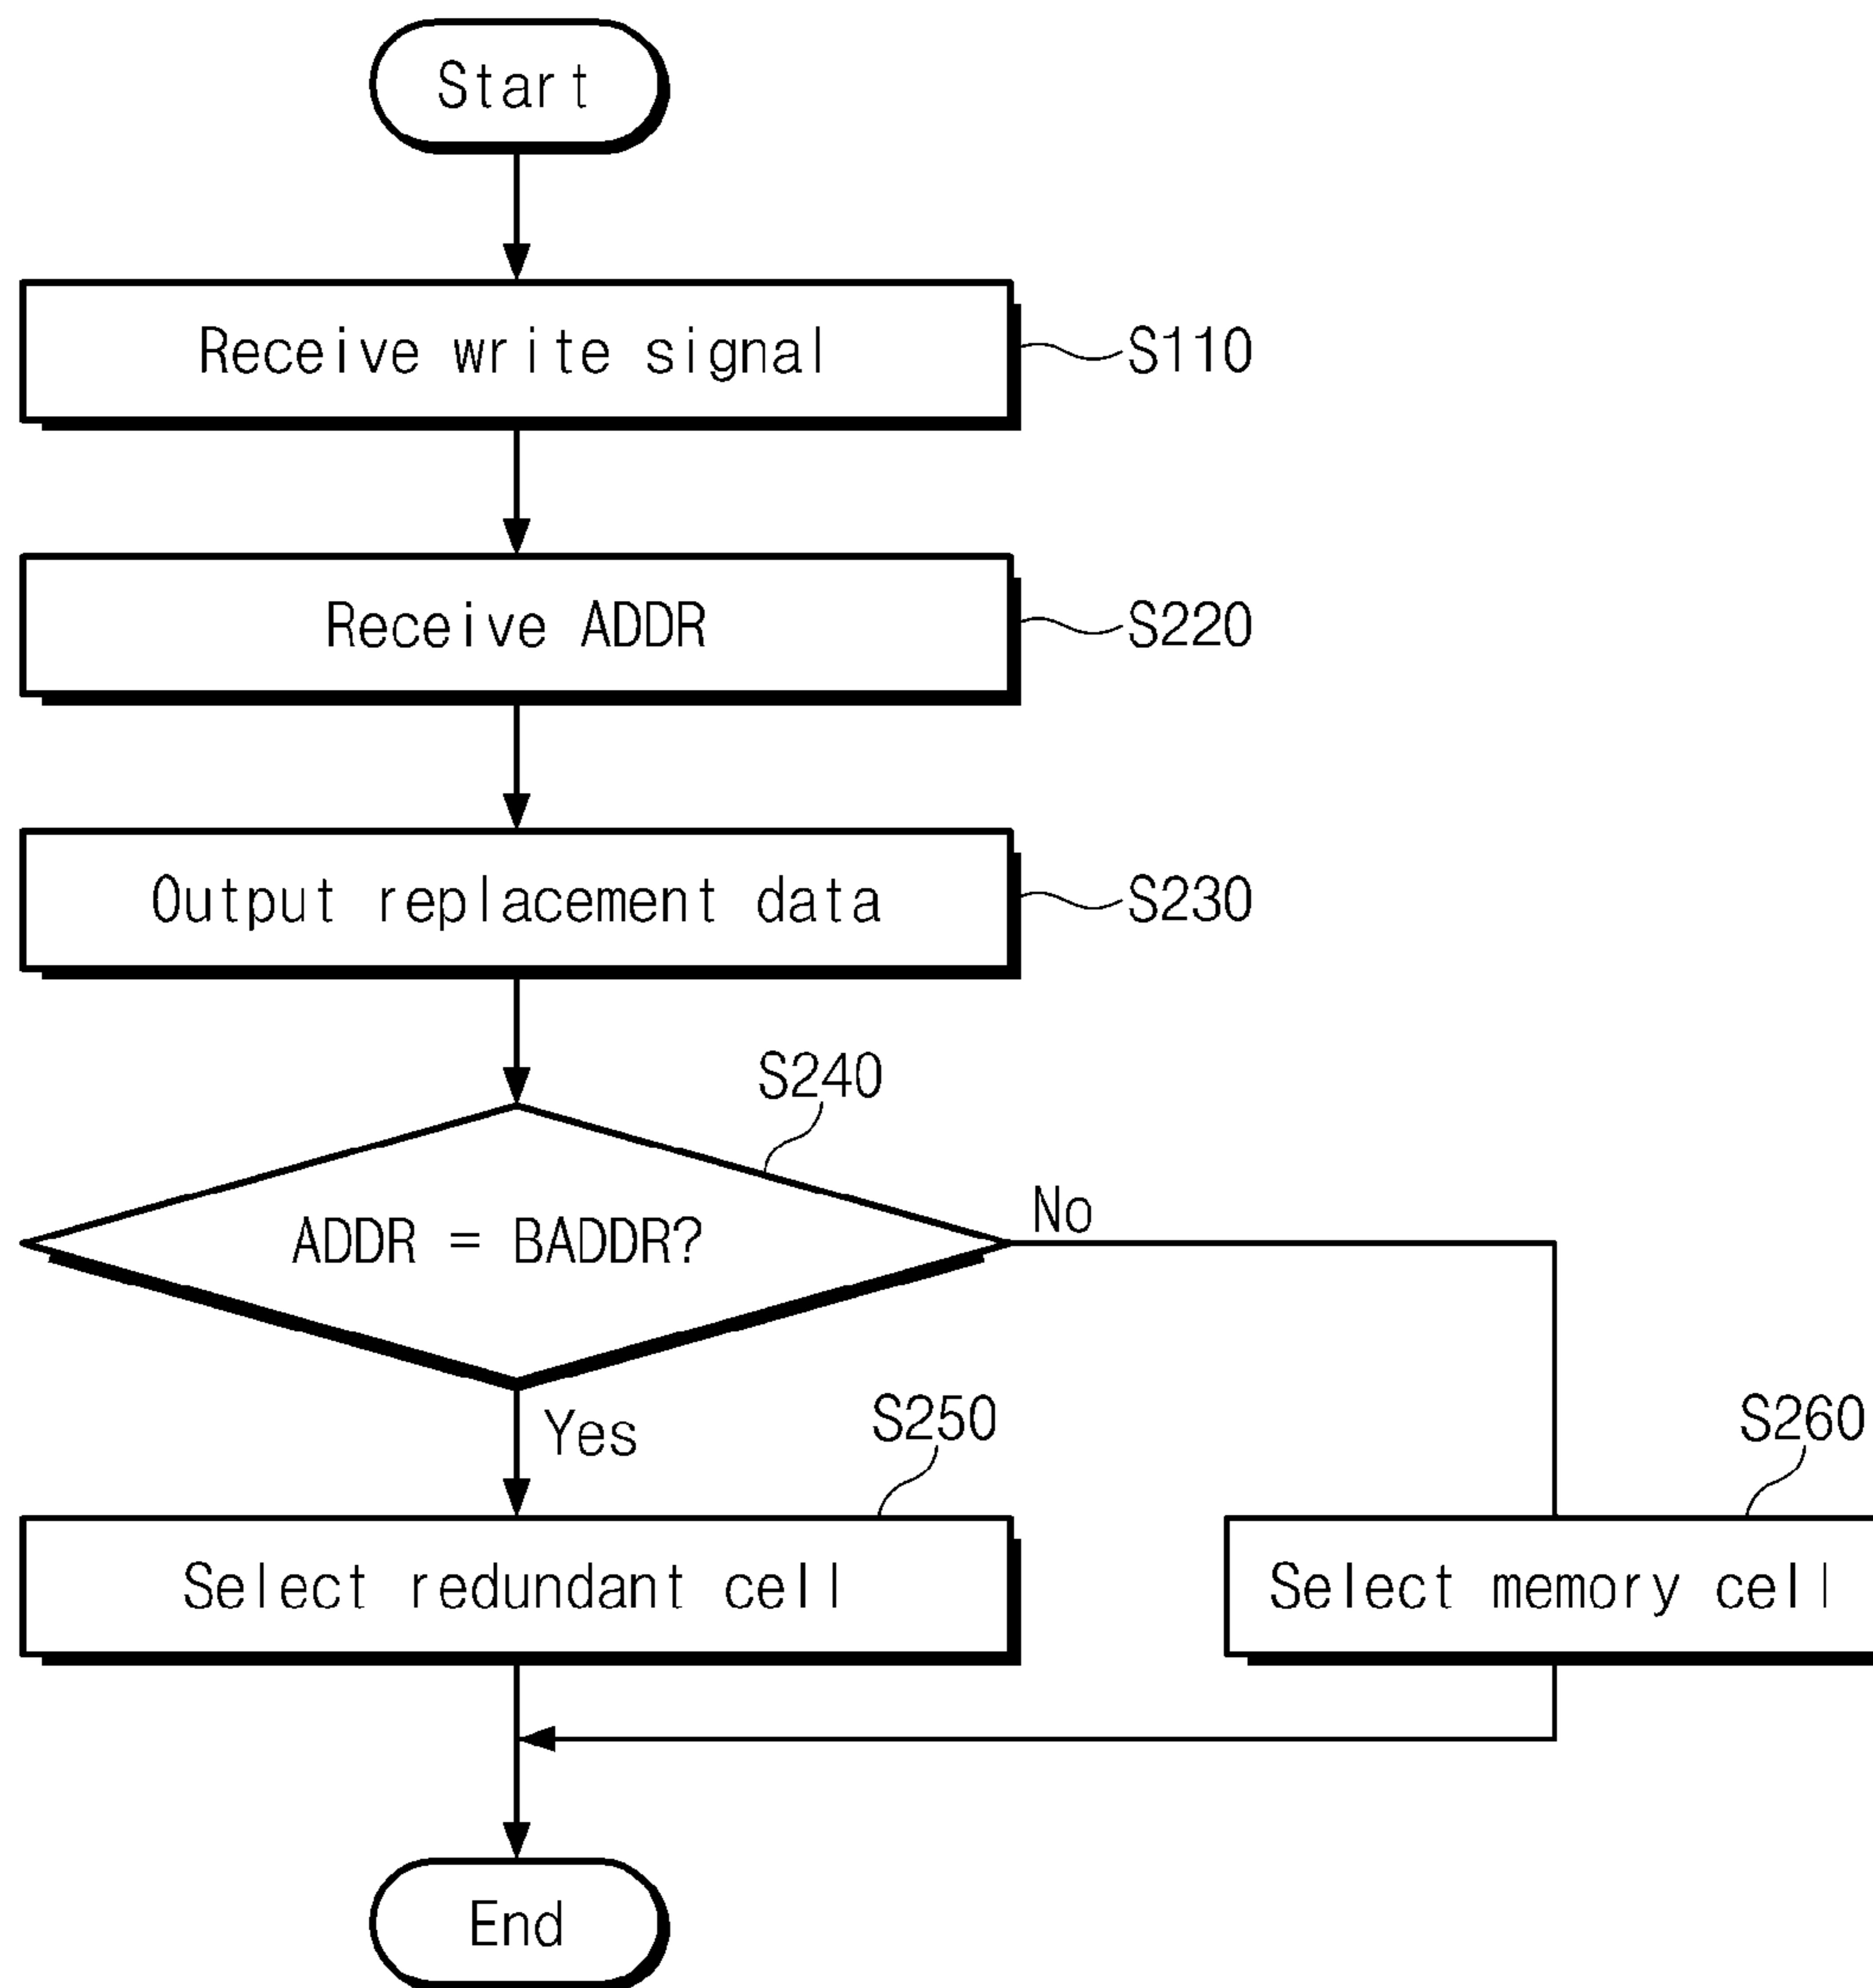 Start
Receive write signal
S110
Receive ADDR
S220
Output replacement data
S230
S240
ADDR = BADDR?
No
Yes
S250
S260
Select redundant cell
Select memory cell
End